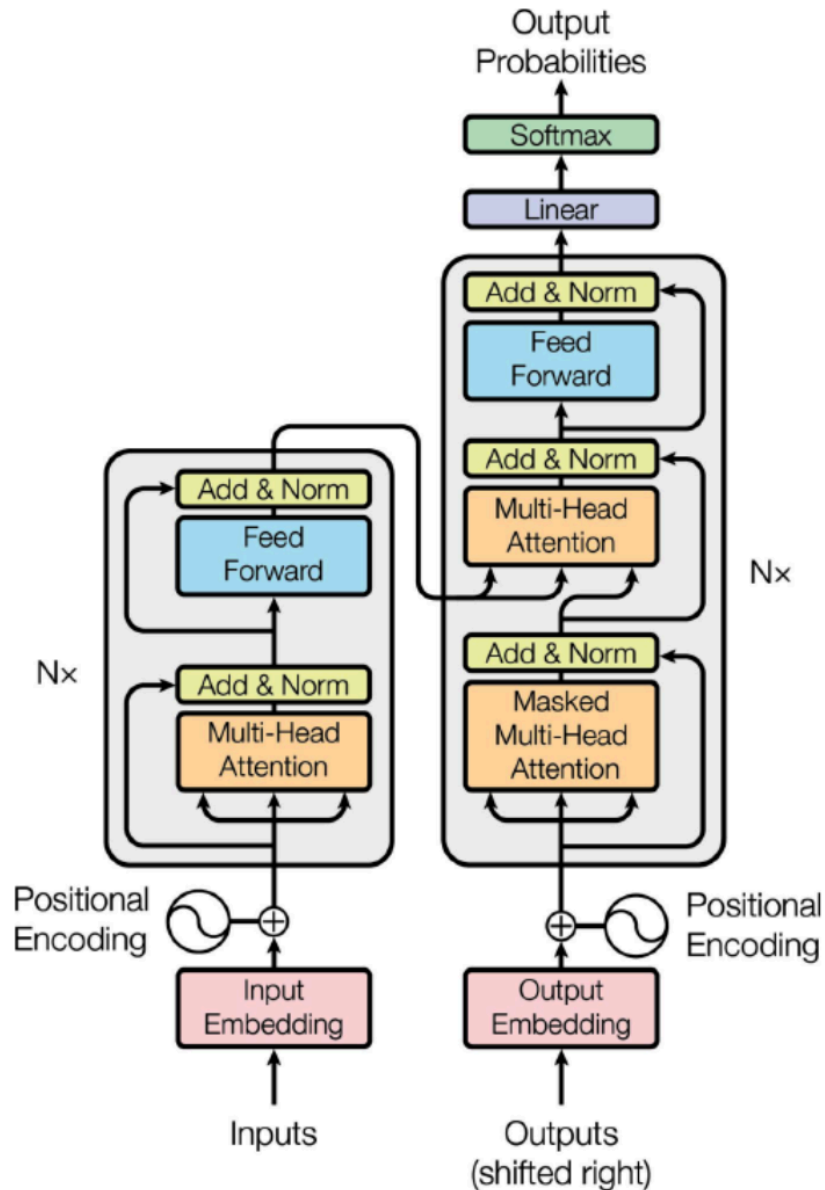 Output
Probabilities
Softmax
Linear
Add & Norm
Feed
Forward
Add & Norm
Multi-Head
Attention
Add & Norm
Masked
Multi-Head
Attention
N×
Add & Norm
Feed
Forward
Add & Norm
Multi-Head
Attention
N×
Positional
Encoding
Positional
Encoding
Input
Embedding
Output
Embedding
Inputs
Outputs
(shifted right)